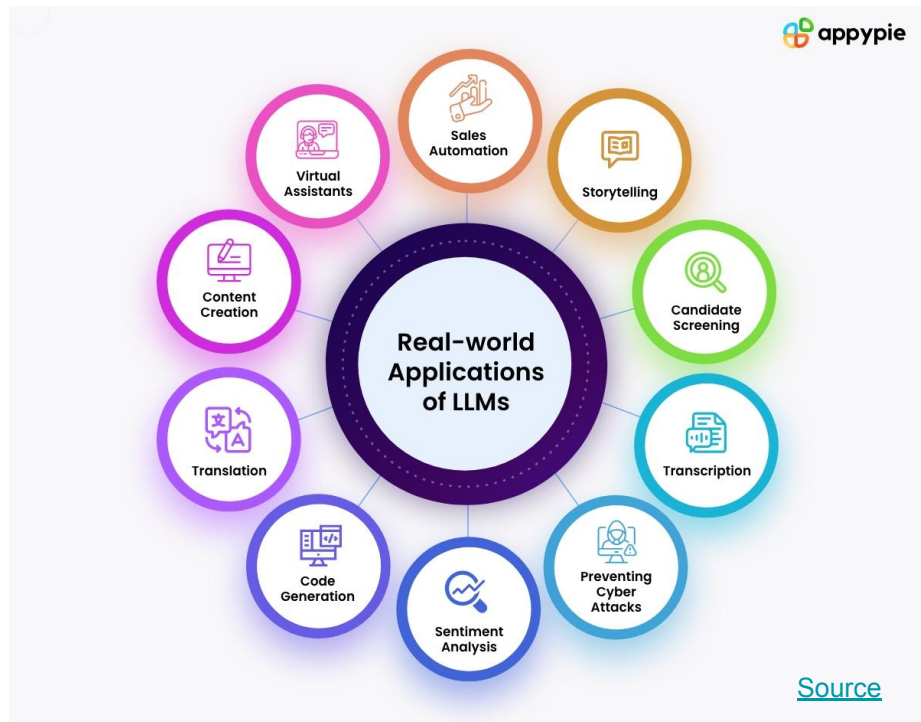 appypie
Sales
Automation
Storytelling
Candidate
Screening
Transcription
Preventing
Cyber
Attacks
Sentiment
Analysis
Code
Generation
文
A
Translation
Content
Creation
Virtual
Assistants
Real-world
Applications
of LLMs
Source